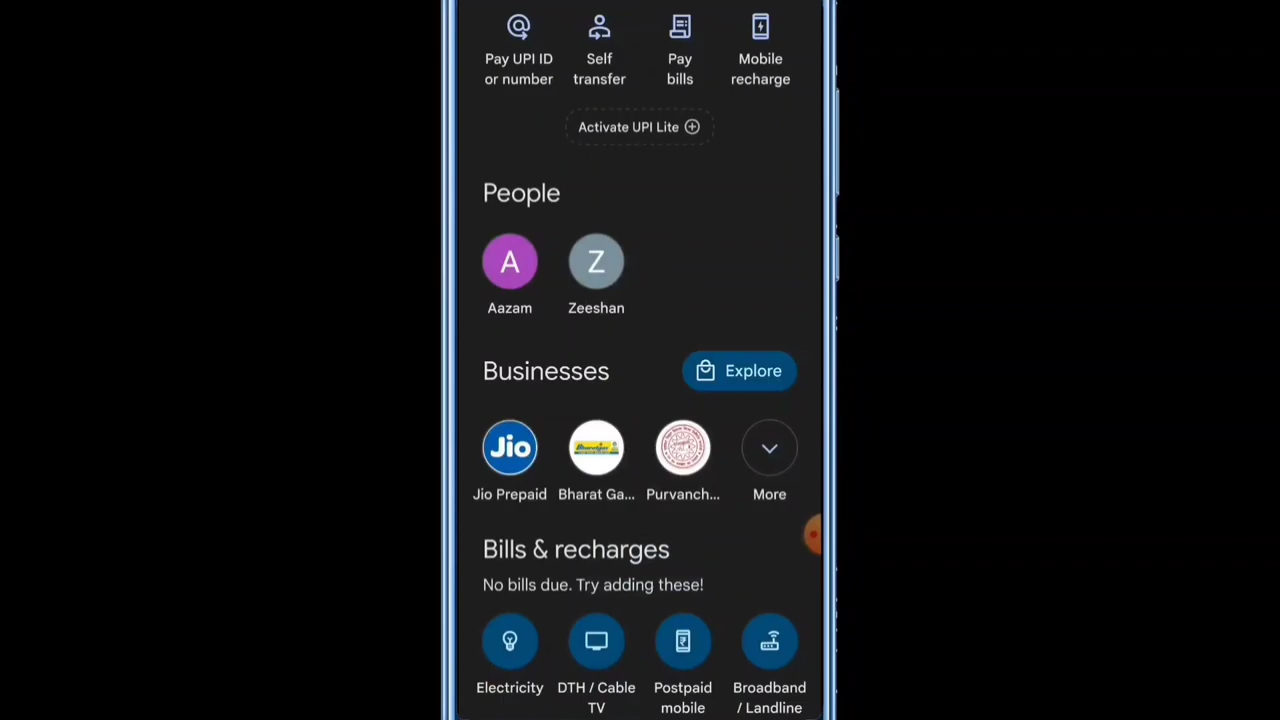 Pay UPI ID
or number
Self
transfer
Pay
bills
Mobile
recharge
Activate UPI Lite
People
A
Z
Aazam
Zeeshan
Businesses
Explore
Jio
Jio Prepaid
Bharat Ga...
Purvanch...
More
Bills & recharges
No bills due. Try adding these!
Electricity
DTH / Cable
TV
Postpaid
mobile
Broadband
/ Landline